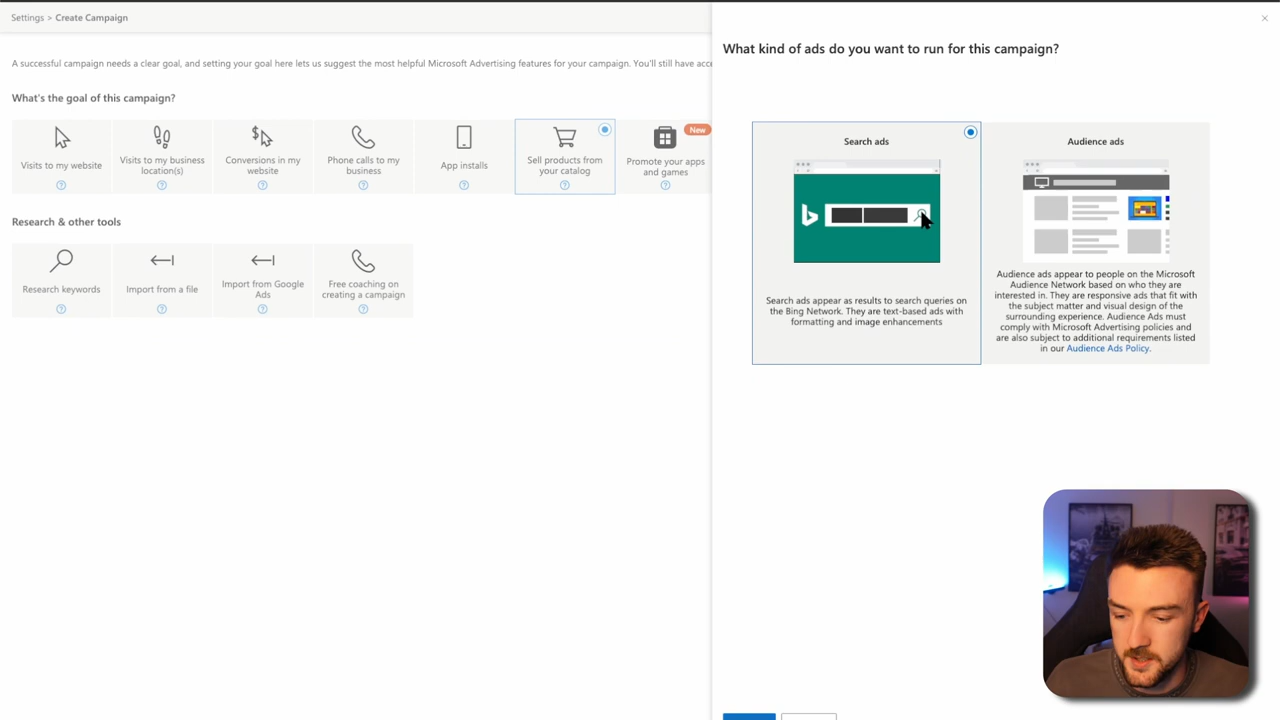 Settings > Create Campaign
A successful campaign needs a clear goal, and setting your goal here lets us suggest the most helpful Microsoft Advertising features for your campaign. You'll still have acce
What's the goal of this campaign?
Visits to my website
Visits to my business
location(s)
Conversions in my
website
Phone calls to my
business
App installs
Sell products from
your catalog
New
Promote your apps
and games
Research & other tools
Research keywords
Import from a file
Import from Google
Ads
Free coaching on
creating a campaign
What kind of ads do you want to run for this campaign?
Search ads
Search ads appear as results to search queries on
the Bing Network. They are text-based ads with
formatting and image enhancements
Audience ads
Audience ads appear to people on the Microsoft
Audience Network based on who they are
interested in. They are responsive ads that fit with
the subject matter and visual design of the
surrounding experience. Audience Ads must
comply with Microsoft Advertising policies and
are also subject to additional requirements listed
in our Audience Ads Policy.